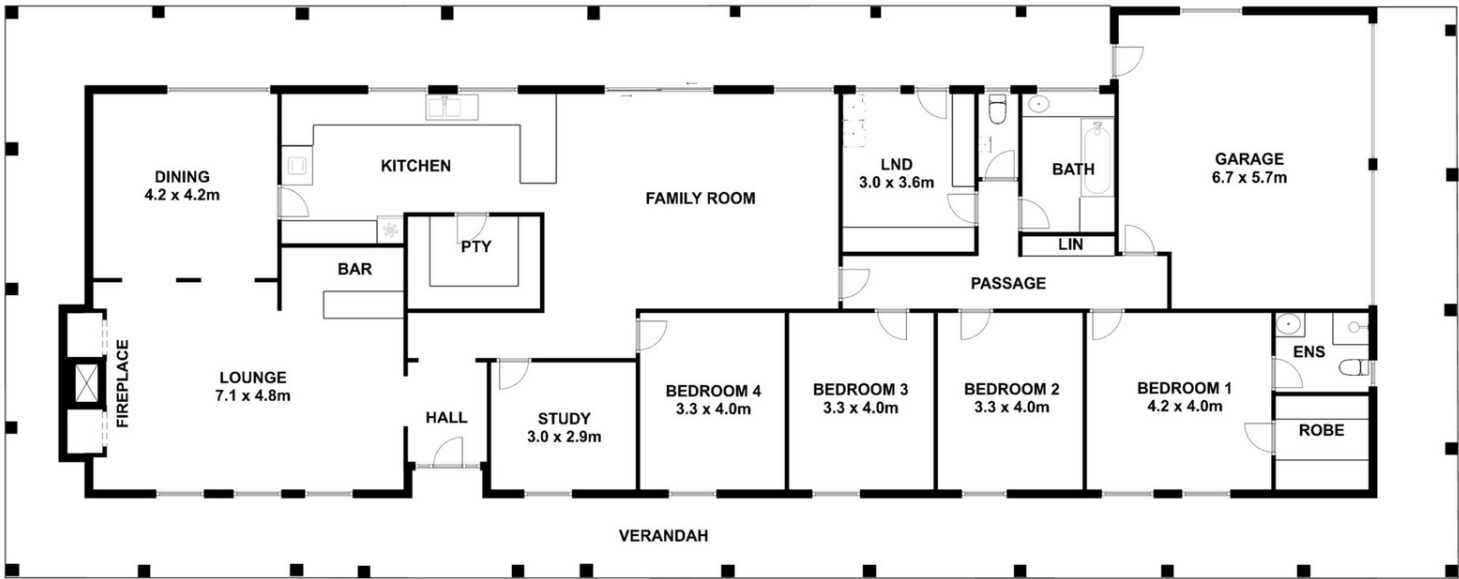 DINING
4.2 x 4.2m
KITCHEN
FAMILY ROOM
LND
3.0 x 3.6m
BATH
GARAGE
6.7 x 5.7m
PTY
LIN
BAR
PASSAGE
FIREPLACE
LOUNGE
7.1 x 4.8m
HALL
STUDY
3.0 x 2.9m
BEDROOM 4
3.3 x 4.0m
BEDROOM 3
3.3 x 4.0m
BEDROOM 2
3.3 x 4.0m
BEDROOM 1
4.2 x 4.0m
ENS
ROBE
VERANDAH